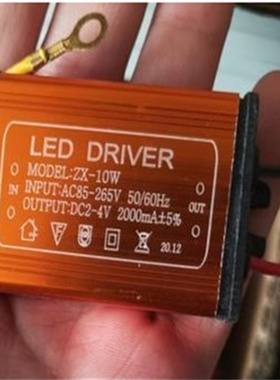 LED DRIVER
MODEL:ZX-10W
IN
INPUT:AC85-265V 50/60Hz
OUT
OUTPUT:DC2-4V 2000mA±5%
F
20.12